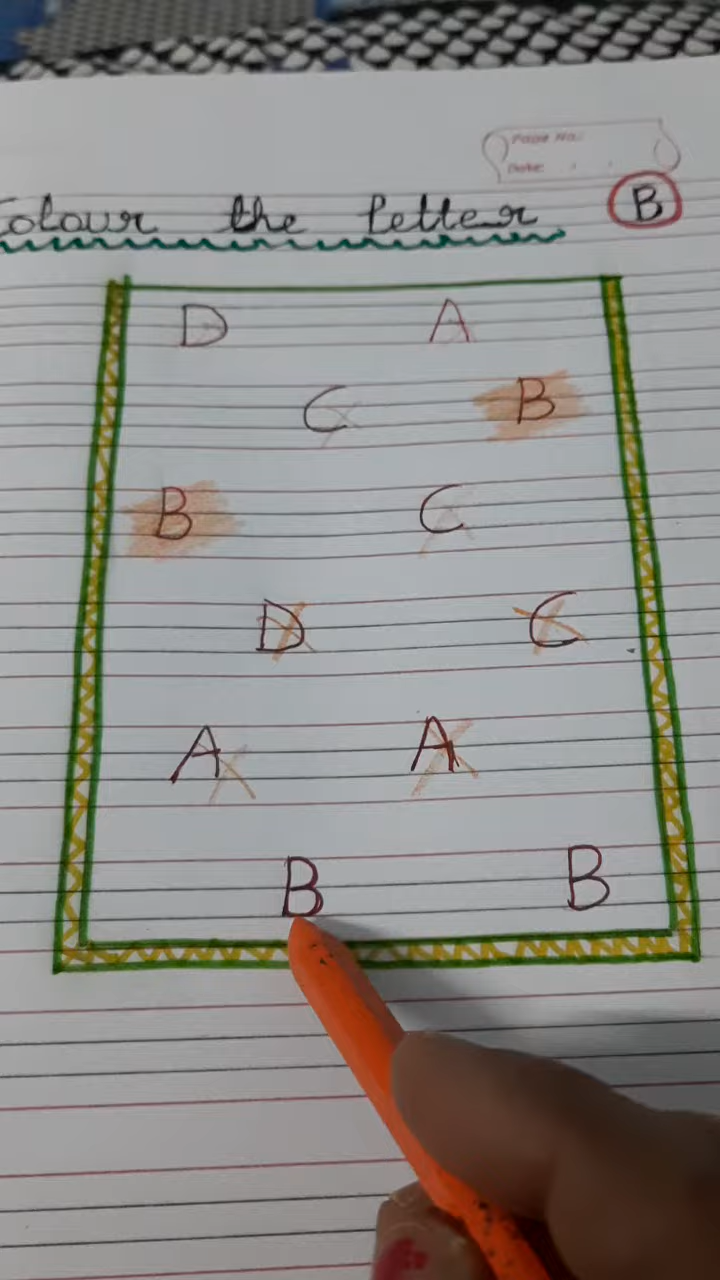 Page No.:
Date:
Colour the letter B
D A
C B
B C
D C
A A
B B